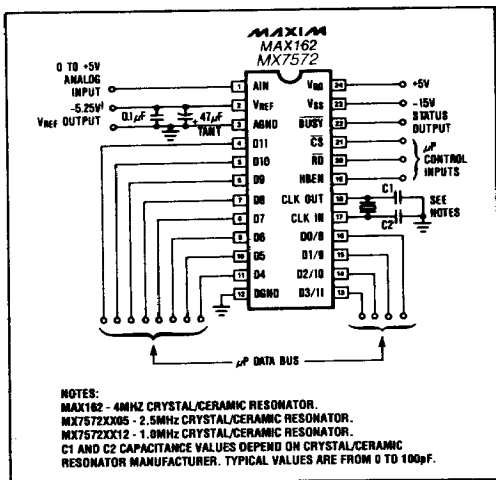 MAXIM
MAX162
MX7572
0 TO +5V
ANALOG
INPUT
-5.25V
VREF OUTPUT
0.1µF
+ 47µF
TANT
1 AIN
2 VREF
3 AGND
4 D11
5 D10
6 D9
7 D8
8 D7
9 D6
10 D5
11 D4
12 DGND
VDD 24
VSS 23
BUSY 22
CS 21
RD 20
HBEN 19
CLK OUT 18
CLK IN 17
D0/8 16
D1/9 15
D2/10 14
D3/11 13
+5V
-15V
STATUS
OUTPUT
µP
CONTROL
INPUTS
C1
C2
SEE
NOTES
µP DATA BUS
NOTES:
MAX162 - 4MHZ CRYSTAL/CERAMIC RESONATOR.
MX7572XX05 - 2.5MHz CRYSTAL/CERAMIC RESONATOR.
MX7572XX12 - 1.0MHz CRYSTAL/CERAMIC RESONATOR.
C1 AND C2 CAPACITANCE VALUES DEPEND ON CRYSTAL/CERAMIC
RESONATOR MANUFACTURER. TYPICAL VALUES ARE FROM 0 TO 100pF.